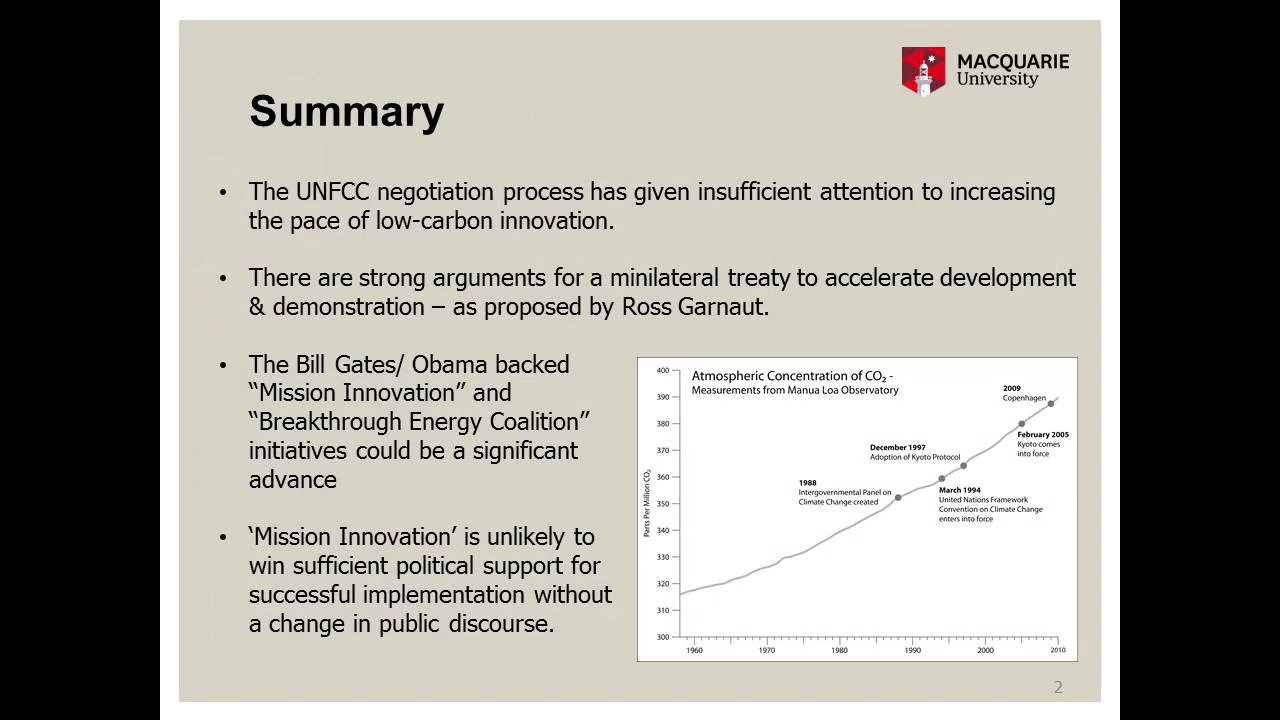 MACQUARIE
University
Summary
• The UNFCC negotiation process has given insufficient attention to increasing
the pace of low-carbon innovation.
• There are strong arguments for a minilateral treaty to accelerate development
& demonstration – as proposed by Ross Garnaut.
• The Bill Gates/ Obama backed
“Mission Innovation” and
“Breakthrough Energy Coalition”
initiatives could be a significant
advance
• ‘Mission Innovation’ is unlikely to
win sufficient political support for
successful implementation without
a change in public discourse.
Atmospheric Concentration of CO₂ -
Measurements from Manua Loa Observatory
Parts Per Million CO₂
400
390
380
370
360
350
340
330
320
310
300
1960
1970
1980
1990
2000
2010
1988
Intergovernmental Panel on
Climate Change created
December 1997
Adoption of Kyoto Protocol
March 1994
United Nations Framework
Convention on Climate Change
enters into force
2009
Copenhagen
February 2005
Kyoto comes
into force
2